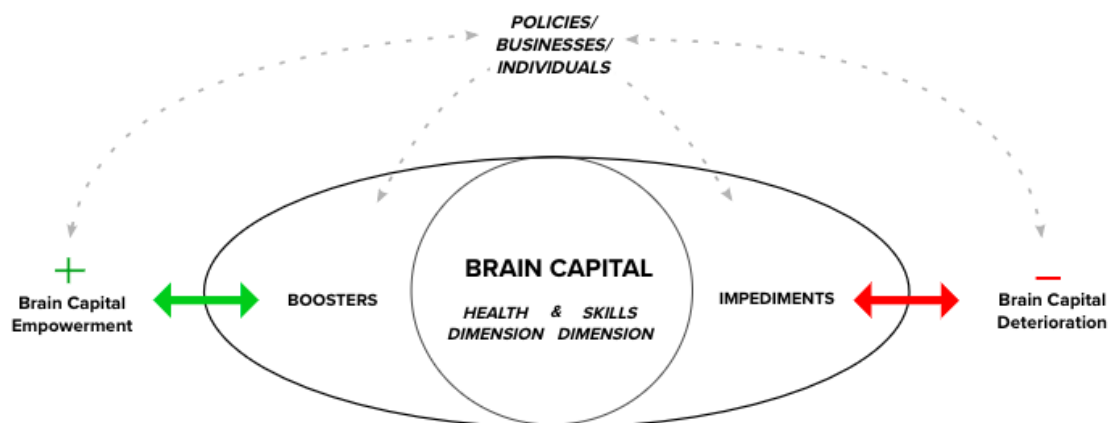 POLICIES/
BUSINESSES/
INDIVIDUALS
+
Brain Capital
Empowerment
BOOSTERS
BRAIN CAPITAL
HEALTH & SKILLS
DIMENSION DIMENSION
IMPEDIMENTS
−
Brain Capital
Deterioration